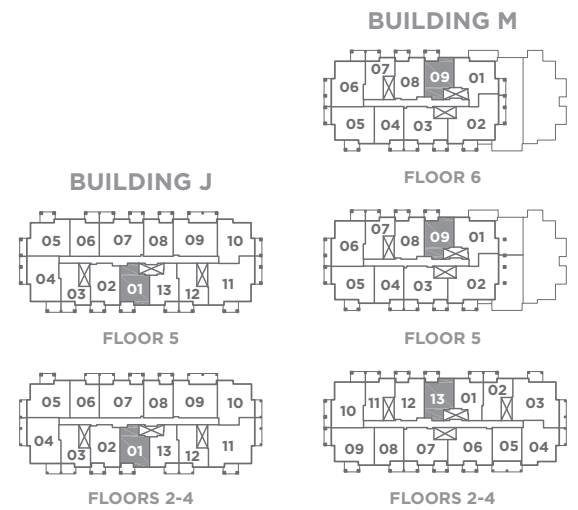 BUILDING M
07 09 01
06 08
05 04 03 02
FLOOR 6
BUILDING J
05 06 07 08 09 10
04 03 02 01 13 12 11
FLOOR 5
07 09 01
06 08
05 04 03 02
FLOOR 5
05 06 07 08 09 10
04 03 02 01 13 12 11
FLOORS 2-4
10 11 12 13 01 02 03
09 08 07 06 05 04
FLOORS 2-4